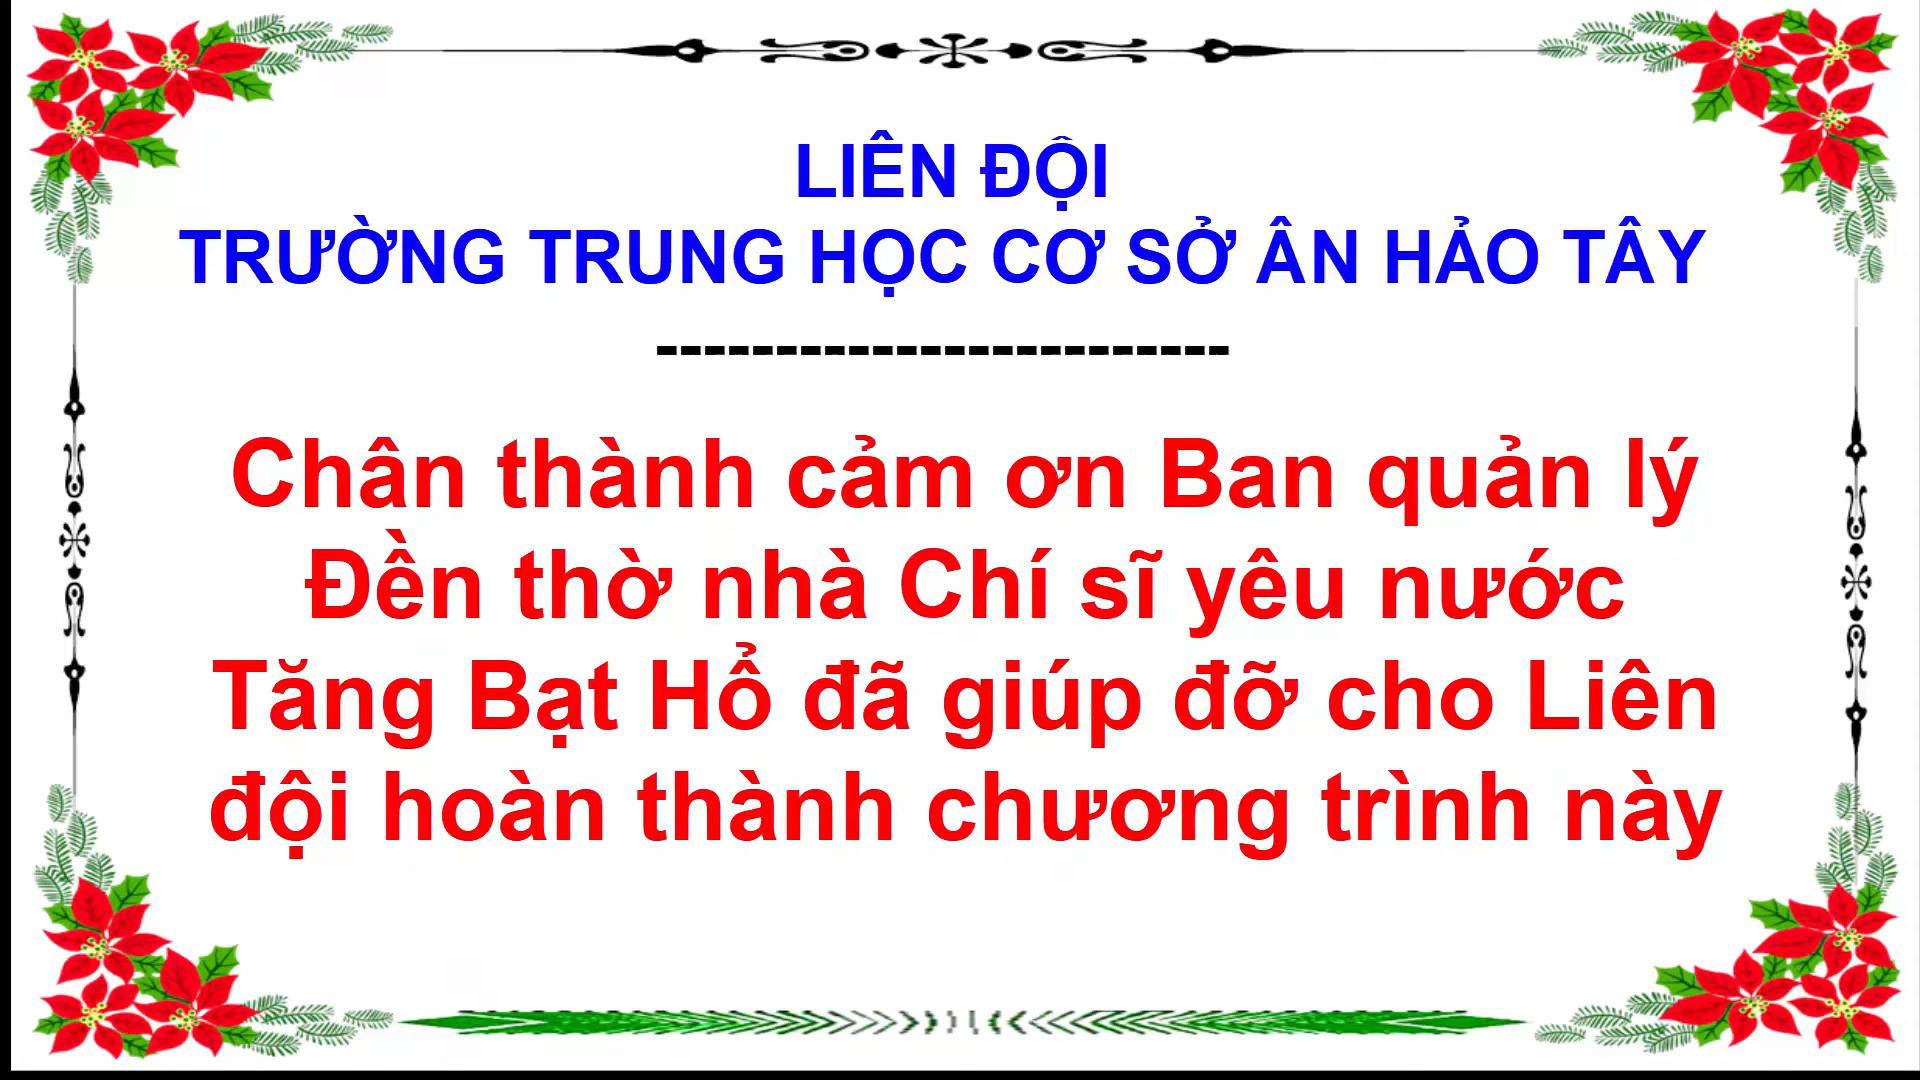 LIÊN ĐỘI
TRƯỜNG TRUNG HỌC CƠ SỞ ÂN HẢO TÂY
------------------------
Chân thành cảm ơn Ban quản lý
Đền thờ nhà Chí sĩ yêu nước
Tăng Bạt Hổ đã giúp đỡ cho Liên
đội hoàn thành chương trình này